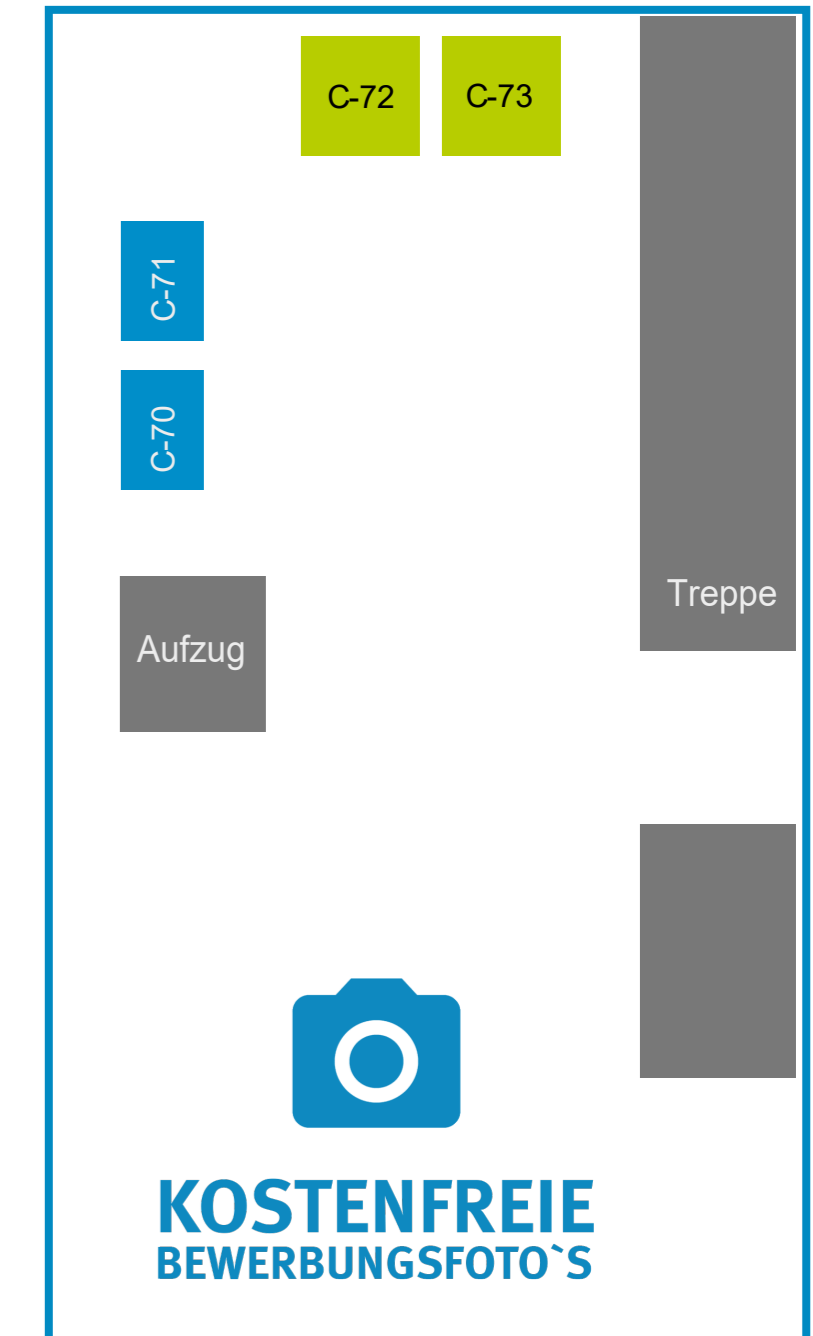 C-72
C-73
C-71
C-70
Treppe
Aufzug
KOSTENFREIE
BEWERBUNGSFOTO`S